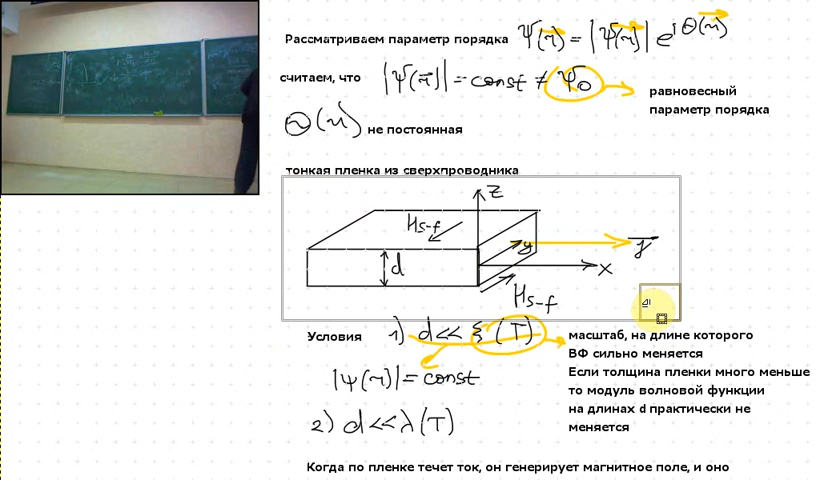 Рассматриваем параметр порядка Ψ(r⃗) = |Ψ(r⃗)| e^{iΘ(r⃗)}
считаем, что |Ψ(r⃗)| = const ≠ Ψ₀
равновесный
параметр порядка
Θ(r) не постоянная
тонкая пленка из сверхпроводника
z
H s-f
d
y
j
x
H s-f
Условия 1) d << ξ(T)
масштаб, на длине которого
ВФ сильно меняется
Если толщина пленки много меньше
то модуль волновой функции
на длинах d практически не
меняется
|ψ(r)| = const
2) d << λ(T)
Когда по пленке течет ток, он генерирует магнитное поле, и оно